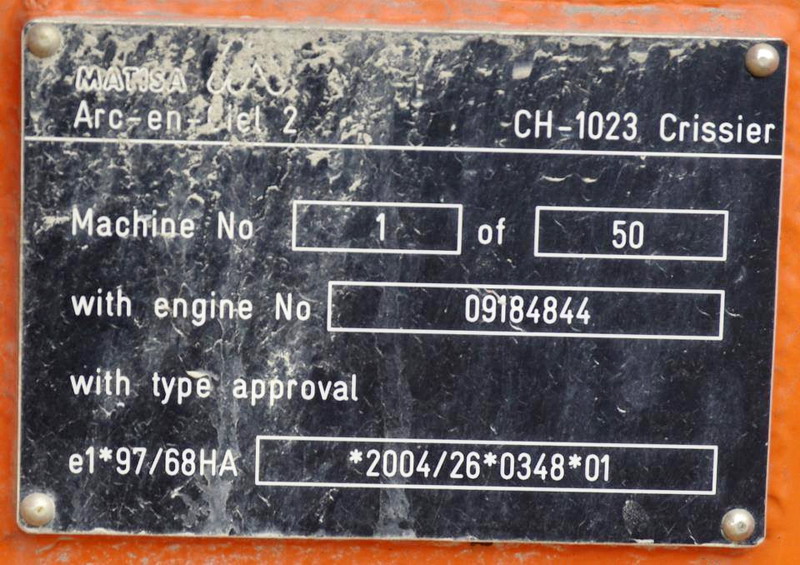 MATISA
Arc-en-Ciel 2 CH-1023 Crissier
Machine No 1 of 50
with engine No 09184844
with type approval
e1*97/68HA *2004/26*0348*01